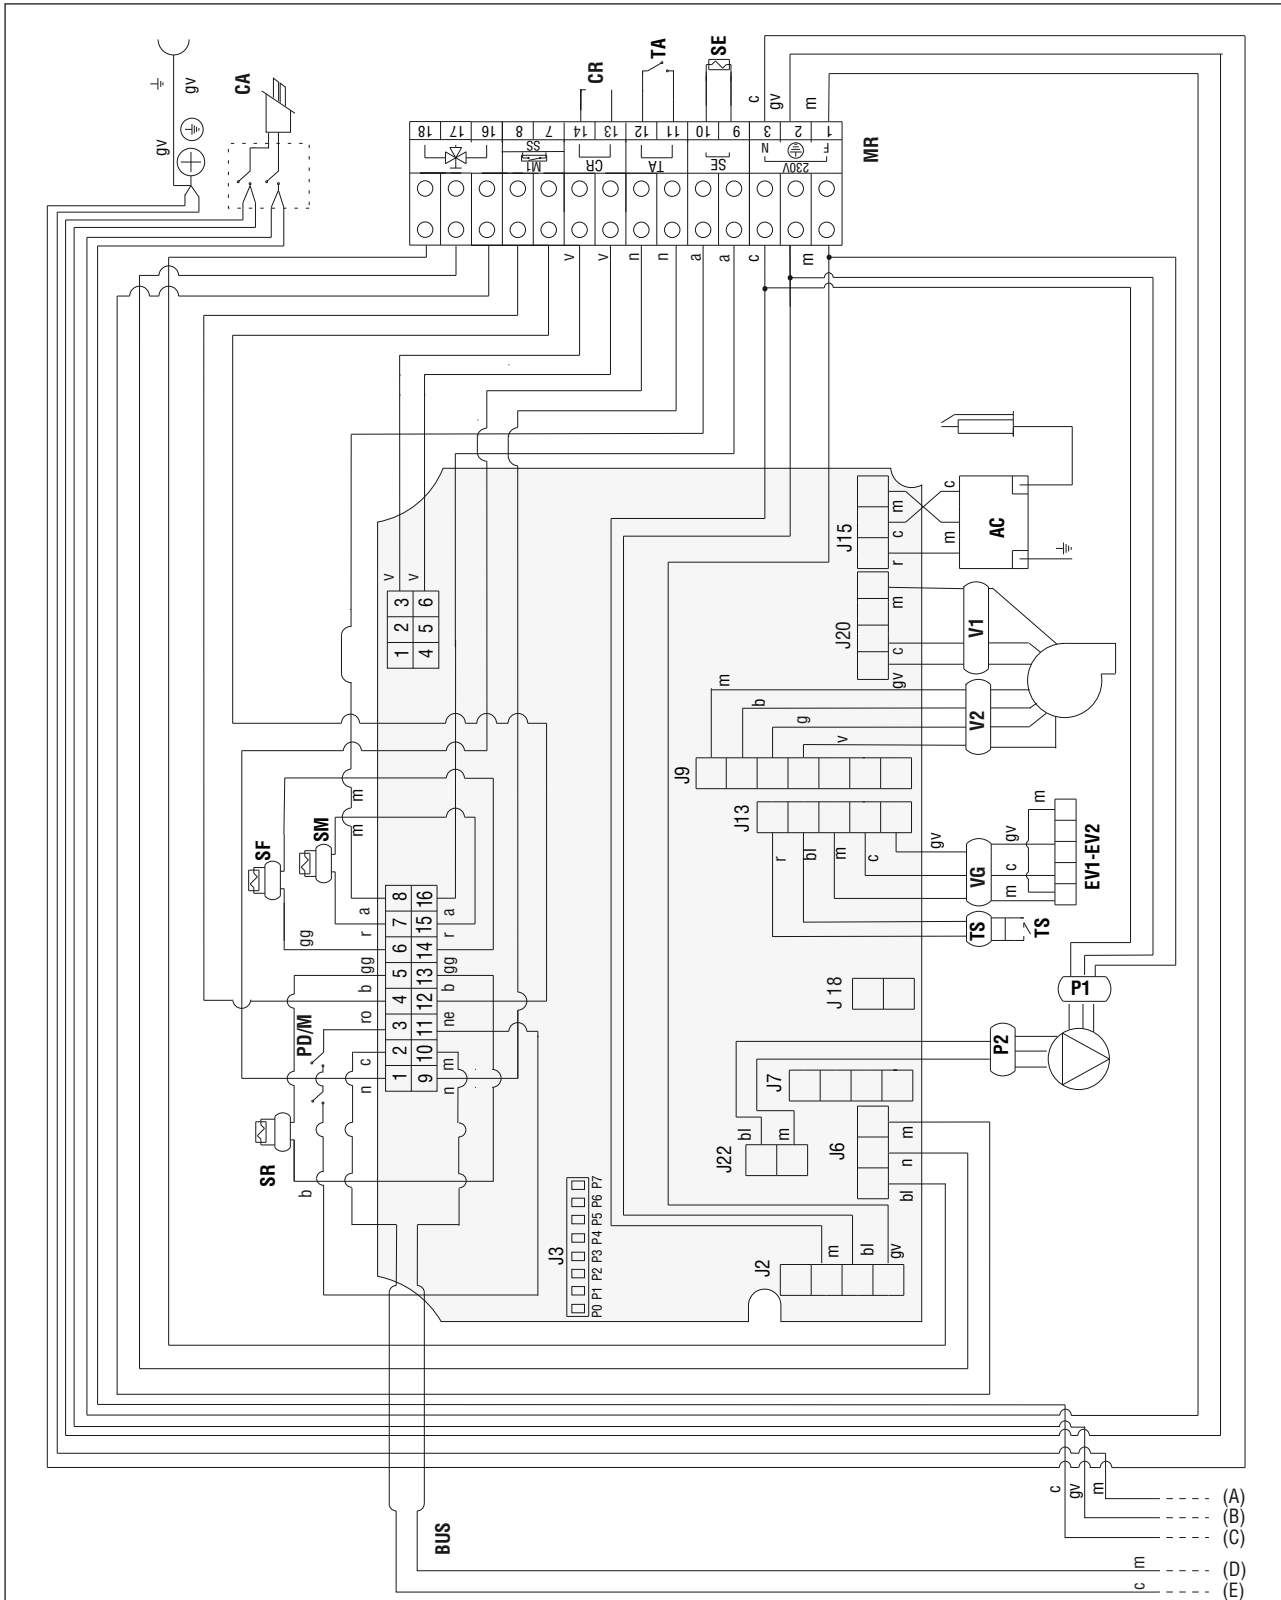 gv
gv
CA
CR
TA
SE
c
gv
m
18 17 16 8 7 14 13 12 11 10 9 3 2 1
SS
N F
M1 CR TA SE 230V
MR
v v n n a a c m
v v
3 6
2 5
1 4
J15
m
c
r
c
m
AC
J20
m
c
gv
V1
m
b
g
v
V2
J9
J13
r
bl
m
c
gv
VG
gv
c
m
m
EV1-EV2
TS
TS
SF
SM
m
m
gg
a
r
8 16
7 15
6 14
5 13
4 12
3 11
2 10
1 9
a
r
gg
b
ro
c
n
gg
b
ne
m
n
PD/M
SR
b
J 18
P1
P2
J7
J22
bl
m
J6
m
n
bl
J3
P0 P1 P2 P3 P4 P5 P6 P7
J2
m
bl
gv
BUS
c
gv
m
(A)
(B)
(C)
m
(D)
c
(E)